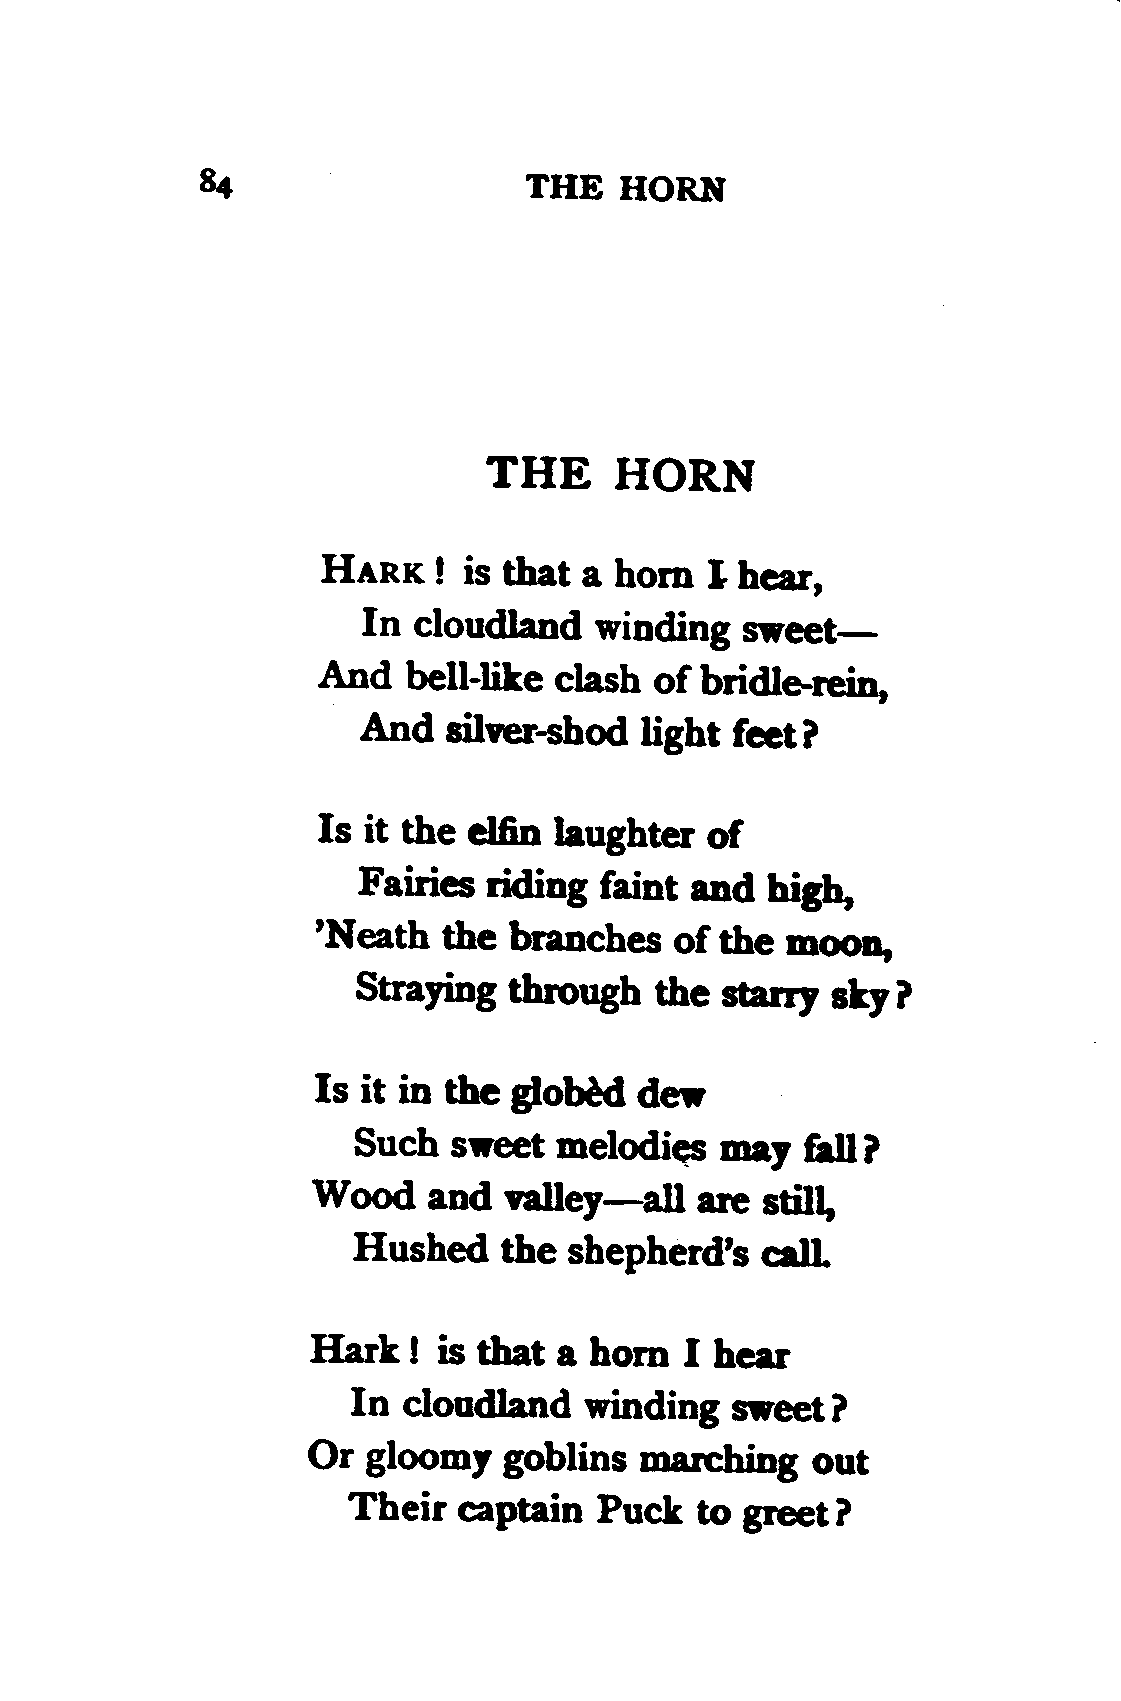 84 THE HORN
THE HORN
HARK! is that a horn I hear,
In cloudland winding sweet—
And bell-like clash of bridle-rein,
And silver-shod light feet?
Is it the elfin laughter of
Fairies riding faint and high,
'Neath the branches of the moon,
Straying through the starry sky?
Is it in the globèd dew
Such sweet melodies may fall?
Wood and valley—all are still,
Hushed the shepherd's call.
Hark! is that a horn I hear
In cloudland winding sweet?
Or gloomy goblins marching out
Their captain Puck to greet?